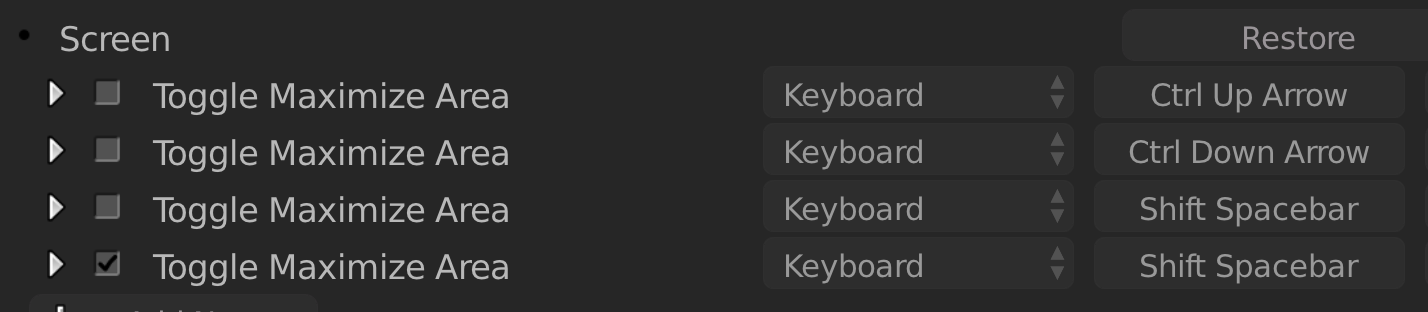 Screen Restore
Toggle Maximize Area Keyboard Ctrl Up Arrow
Toggle Maximize Area Keyboard Ctrl Down Arrow
Toggle Maximize Area Keyboard Shift Spacebar
Toggle Maximize Area Keyboard Shift Spacebar